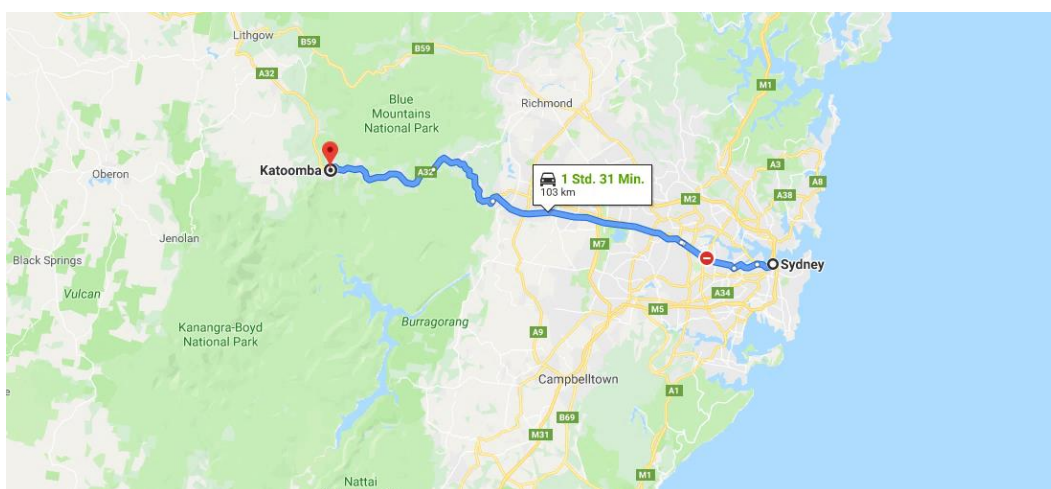 Lithgow
B59
B59
A32
M1
Blue
Mountains
National Park
Richmond
Katoomba
A32
1 Std. 31 Min.
103 km
A3
A8
A38
M2
Oberon
Jenolan
M7
Black Springs
Sydney
A34
Vulcan
M5
Kanangra-Boyd
National Park
Burragorang
A9
Campbelltown
A1
B69
M31
M1
Nattai